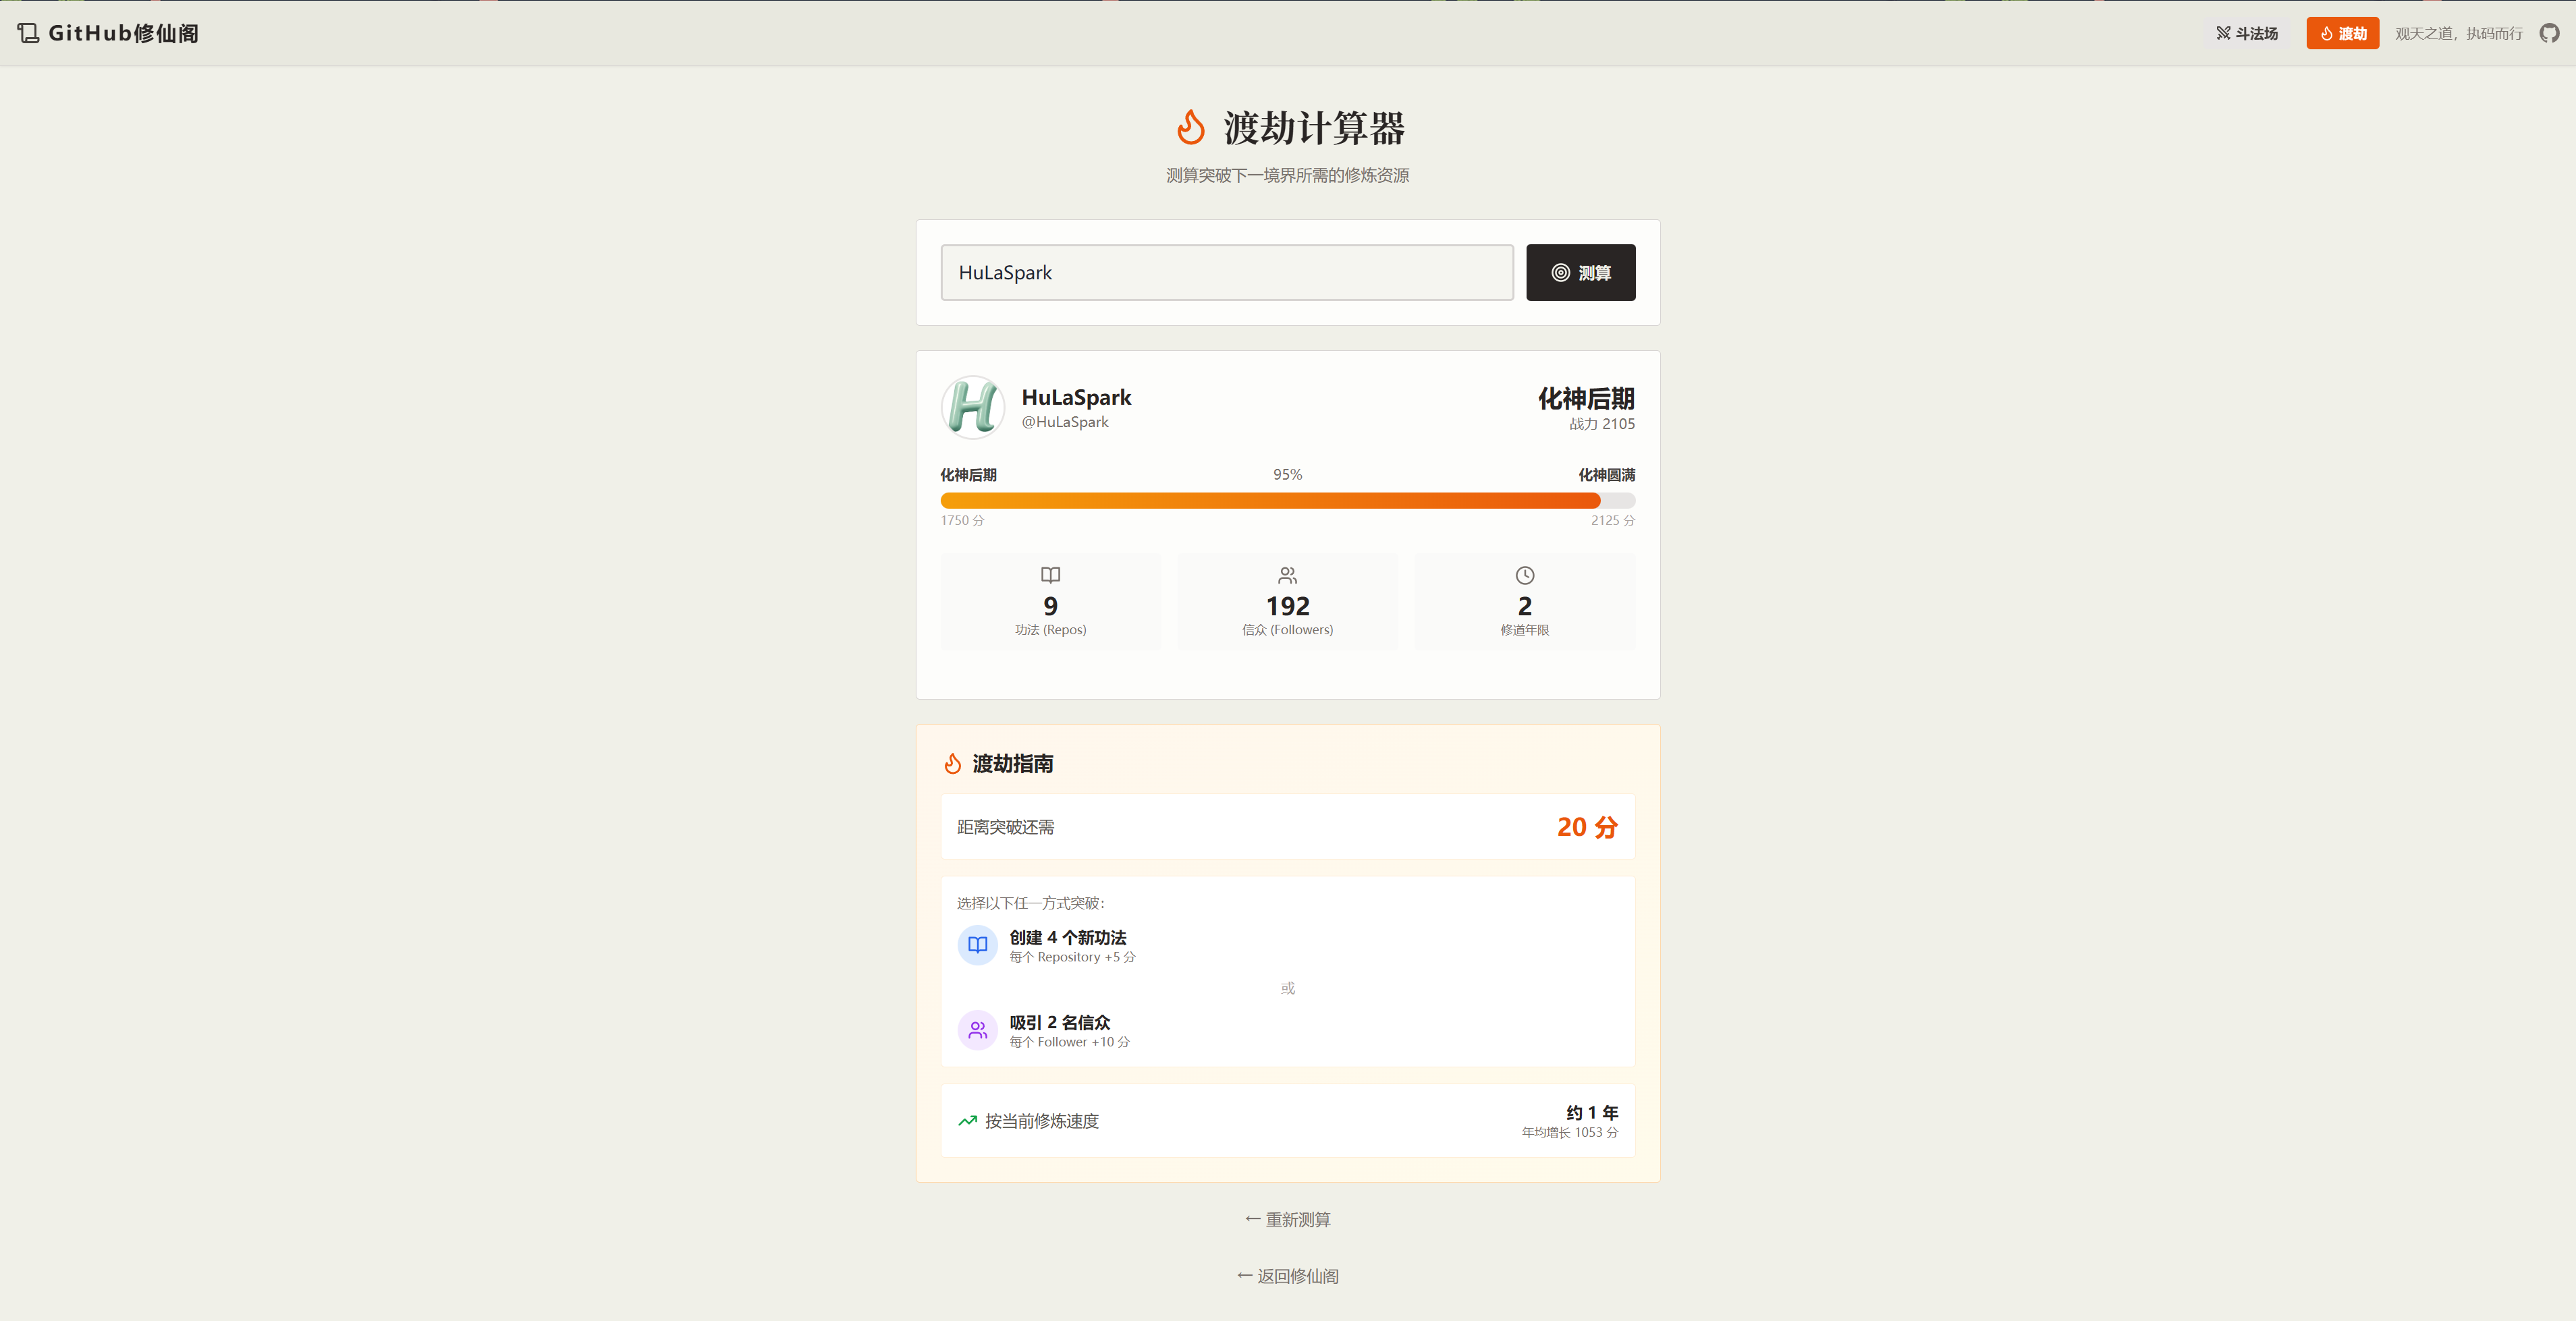 GitHub修仙阁
斗法场
渡劫
观天之道，执码而行
渡劫计算器
测算突破下一境界所需的修炼资源
HuLaSpark
测算
HuLaSpark
@HuLaSpark
化神后期
战力 2105
化神后期
95%
化神圆满
1750 分
2125 分
9
功法 (Repos)
192
信众 (Followers)
2
修道年限
渡劫指南
距离突破还需
20 分
选择以下任一方式突破：
创建 4 个新功法
每个 Repository +5 分
或
吸引 2 名信众
每个 Follower +10 分
按当前修炼速度
约 1 年
年均增长 1053 分
← 重新测算
← 返回修仙阁